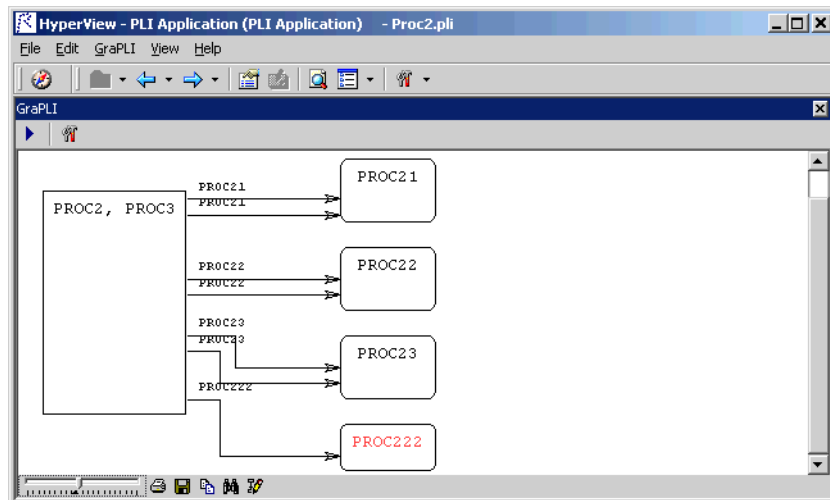 HyperView - PLI Application (PLI Application) - Proc2.pli
File Edit GraPLI View Help
GraPLI
PROC21
PROC21
PROC2, PROC3
PROC21
PROC22
PROC22
PROC22
PROC23
PROC23
PROC23
PROC222
PROC222